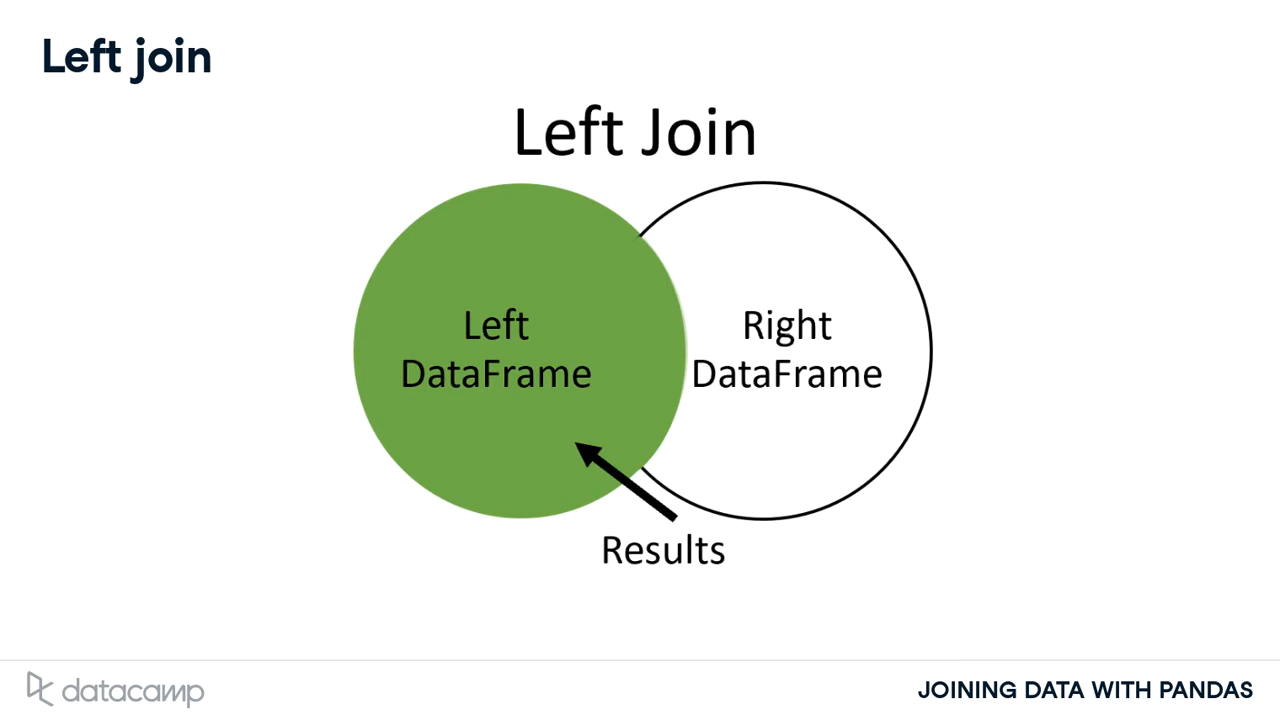 Left join
Left Join
Left
DataFrame
Right
DataFrame
Results
datacamp
JOINING DATA WITH PANDAS